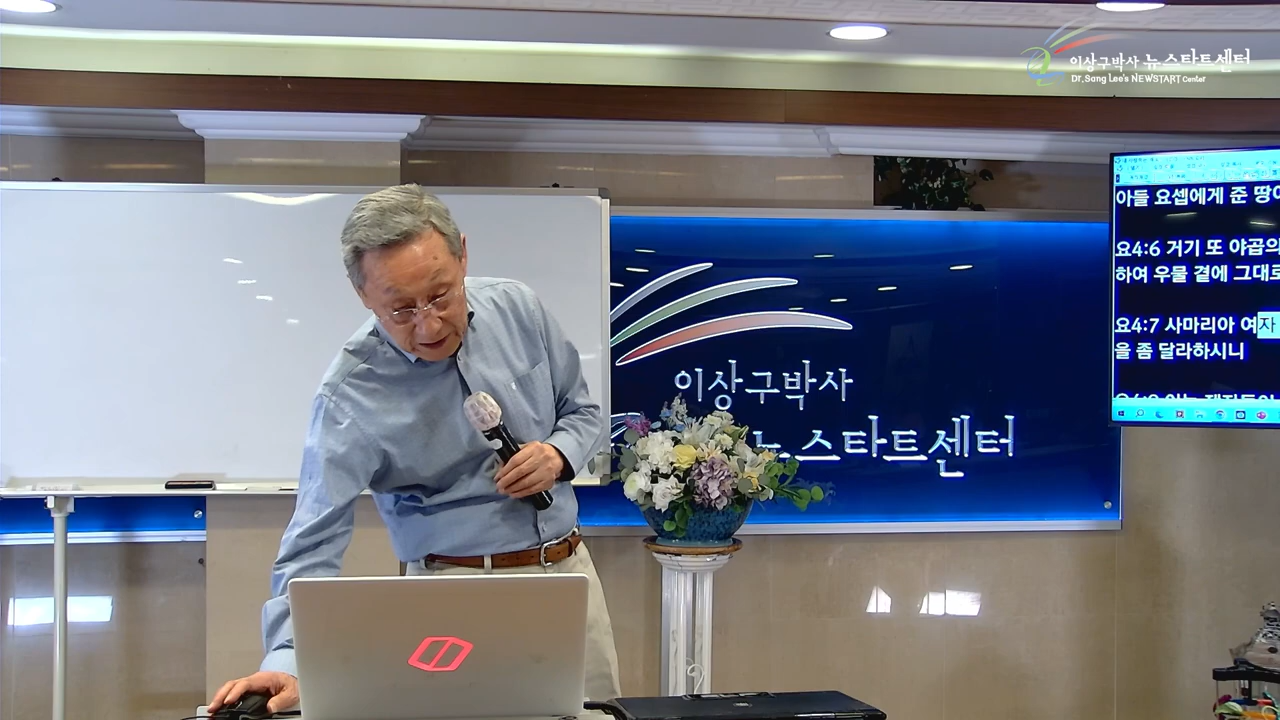 이상구박사 뉴스타트센터
Dr. Sang Lee's NEWSTART Center
아들 요셉에게 준 땅이
요4:6 거기 또 야곱의
하여 우물 곁에 그대로
요4:7 사마리아 여자
을 좀 달라하시니
이상구박사
뉴스타트센터